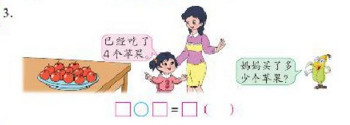 3.
已经吃了
4个苹果。
妈妈买了多
少个苹果?
□○□=□( )